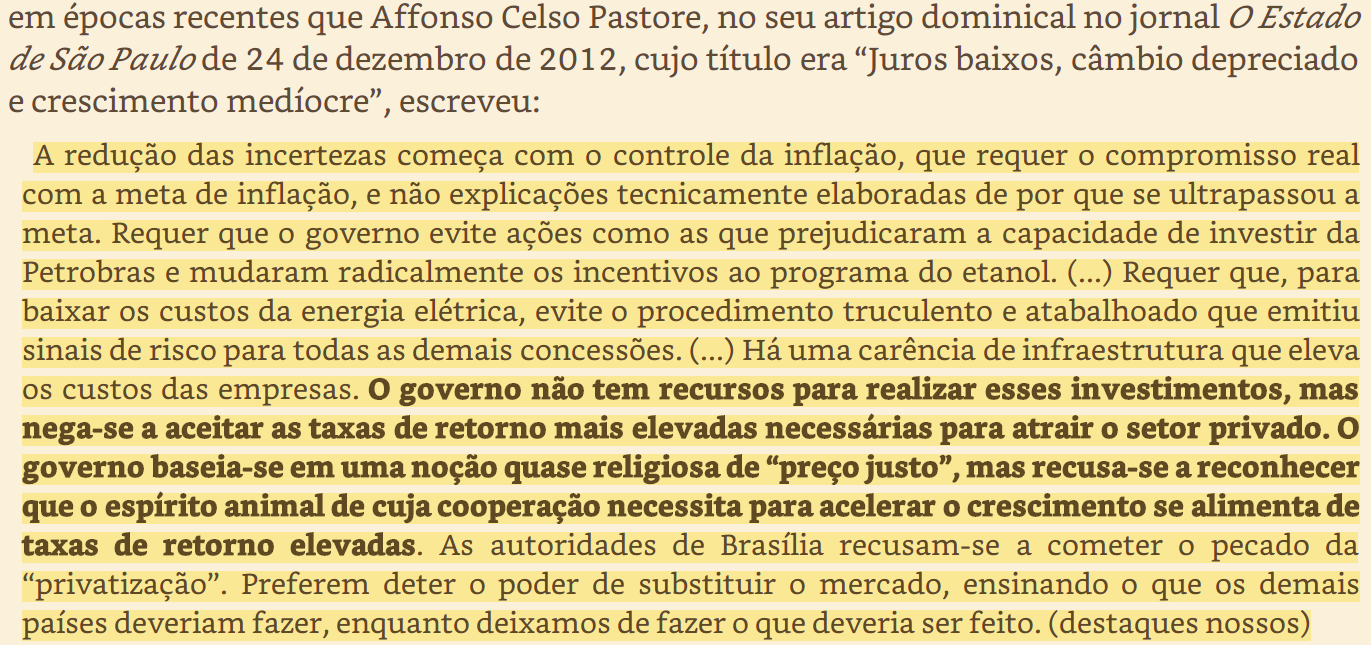 em épocas recentes que Affonso Celso Pastore, no seu artigo dominical no jornal O Estado
de São Paulo de 24 de dezembro de 2012, cujo título era “Juros baixos, câmbio depreciado
e crescimento medíocre”, escreveu:
A redução das incertezas começa com o controle da inflação, que requer o compromisso real
com a meta de inflação, e não explicações tecnicamente elaboradas de por que se ultrapassou a
meta. Requer que o governo evite ações como as que prejudicaram a capacidade de investir da
Petrobras e mudaram radicalmente os incentivos ao programa do etanol. (...) Requer que, para
baixar os custos da energia elétrica, evite o procedimento truculento e atabalhoado que emitiu
sinais de risco para todas as demais concessões. (...) Há uma carência de infraestrutura que eleva
os custos das empresas. O governo não tem recursos para realizar esses investimentos, mas
nega-se a aceitar as taxas de retorno mais elevadas necessárias para atrair o setor privado. O
governo baseia-se em uma noção quase religiosa de “preço justo”, mas recusa-se a reconhecer
que o espírito animal de cuja cooperação necessita para acelerar o crescimento se alimenta de
taxas de retorno elevadas. As autoridades de Brasília recusam-se a cometer o pecado da
“privatização”. Preferem deter o poder de substituir o mercado, ensinando o que os demais
países deveriam fazer, enquanto deixamos de fazer o que deveria ser feito. (destaques nossos)